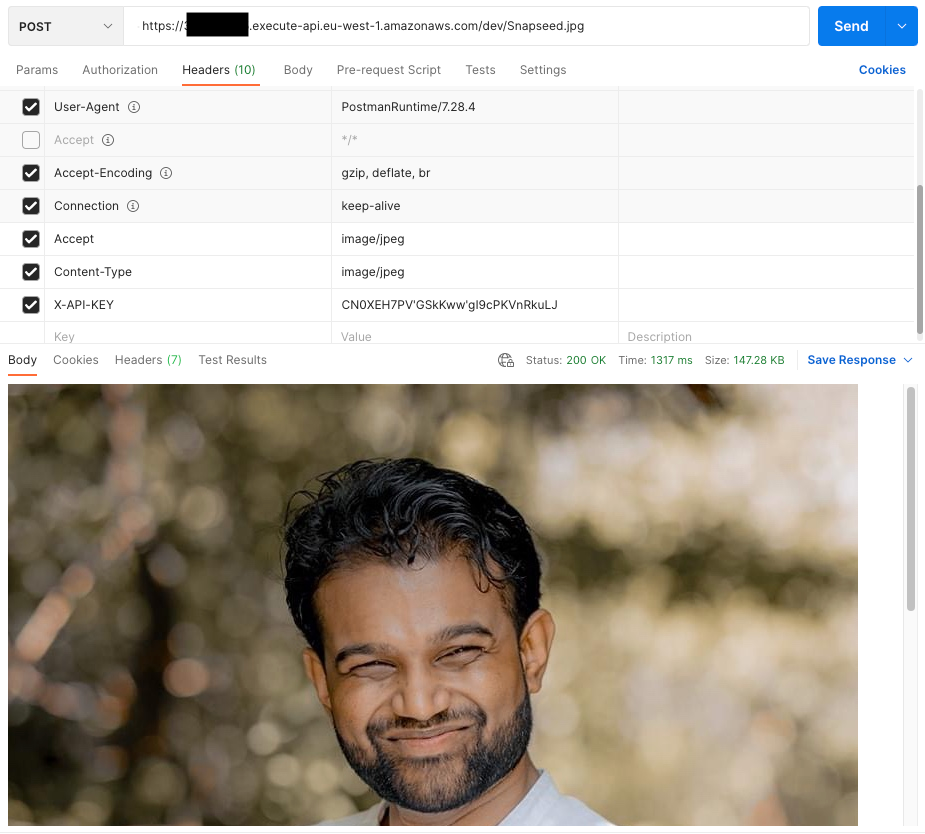 POST https://3 .execute-api.eu-west-1.amazonaws.com/dev/Snapseed.jpg Send
Params Authorization Headers (10) Body Pre-request Script Tests Settings Cookies
User-Agent PostmanRuntime/7.28.4
Accept */*
Accept-Encoding gzip, deflate, br
Connection keep-alive
Accept image/jpeg
Content-Type image/jpeg
X-API-KEY CN0XEH7PV'GSkKww'gI9cPKVnRkuLJ
Key Value Description
Body Cookies Headers (7) Test Results Status: 200 OK Time: 1317 ms Size: 147.28 KB Save Response